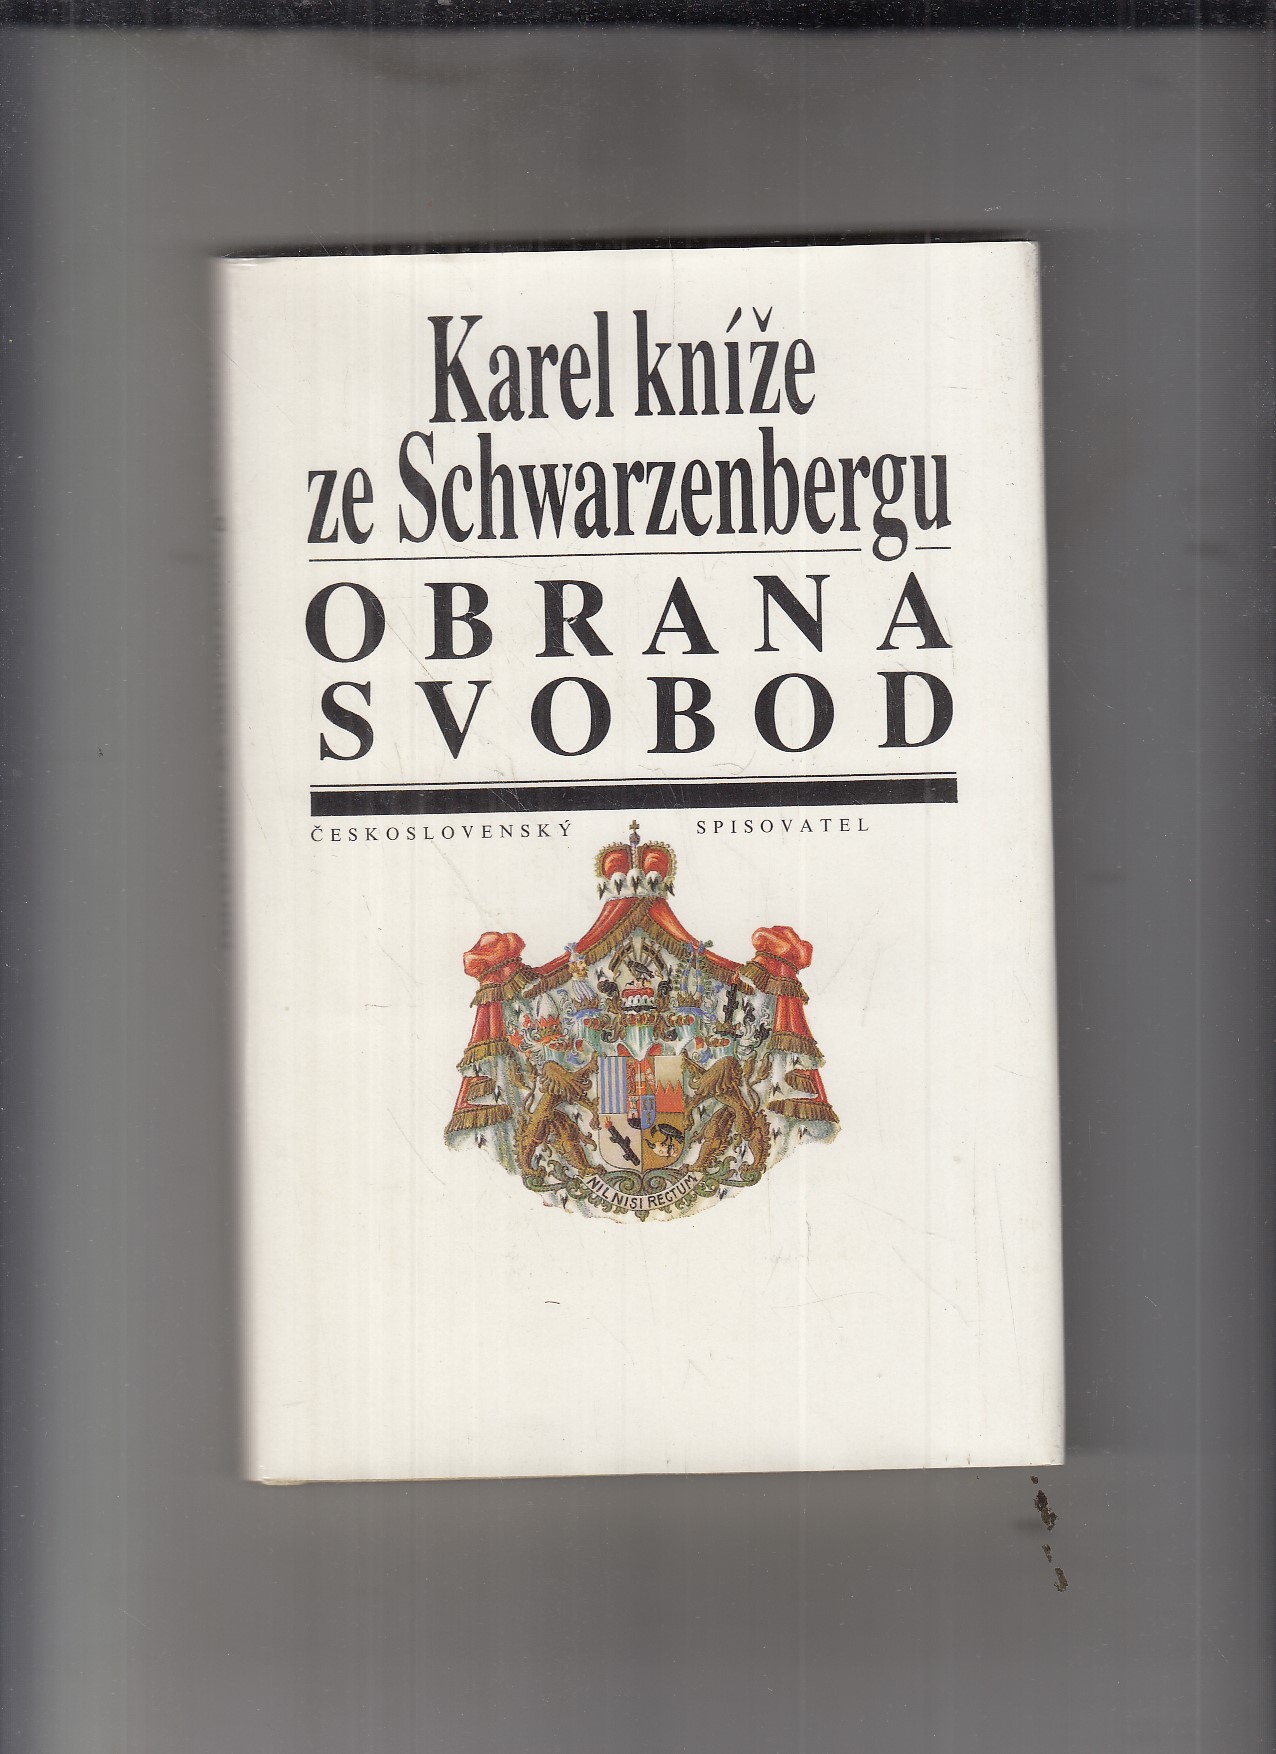 Karel kníže
ze Schwarzenbergu
OBRANA
SVOBOD
ČESKOSLOVENSKÝ SPISOVATEL
NIL NISI RECTUM